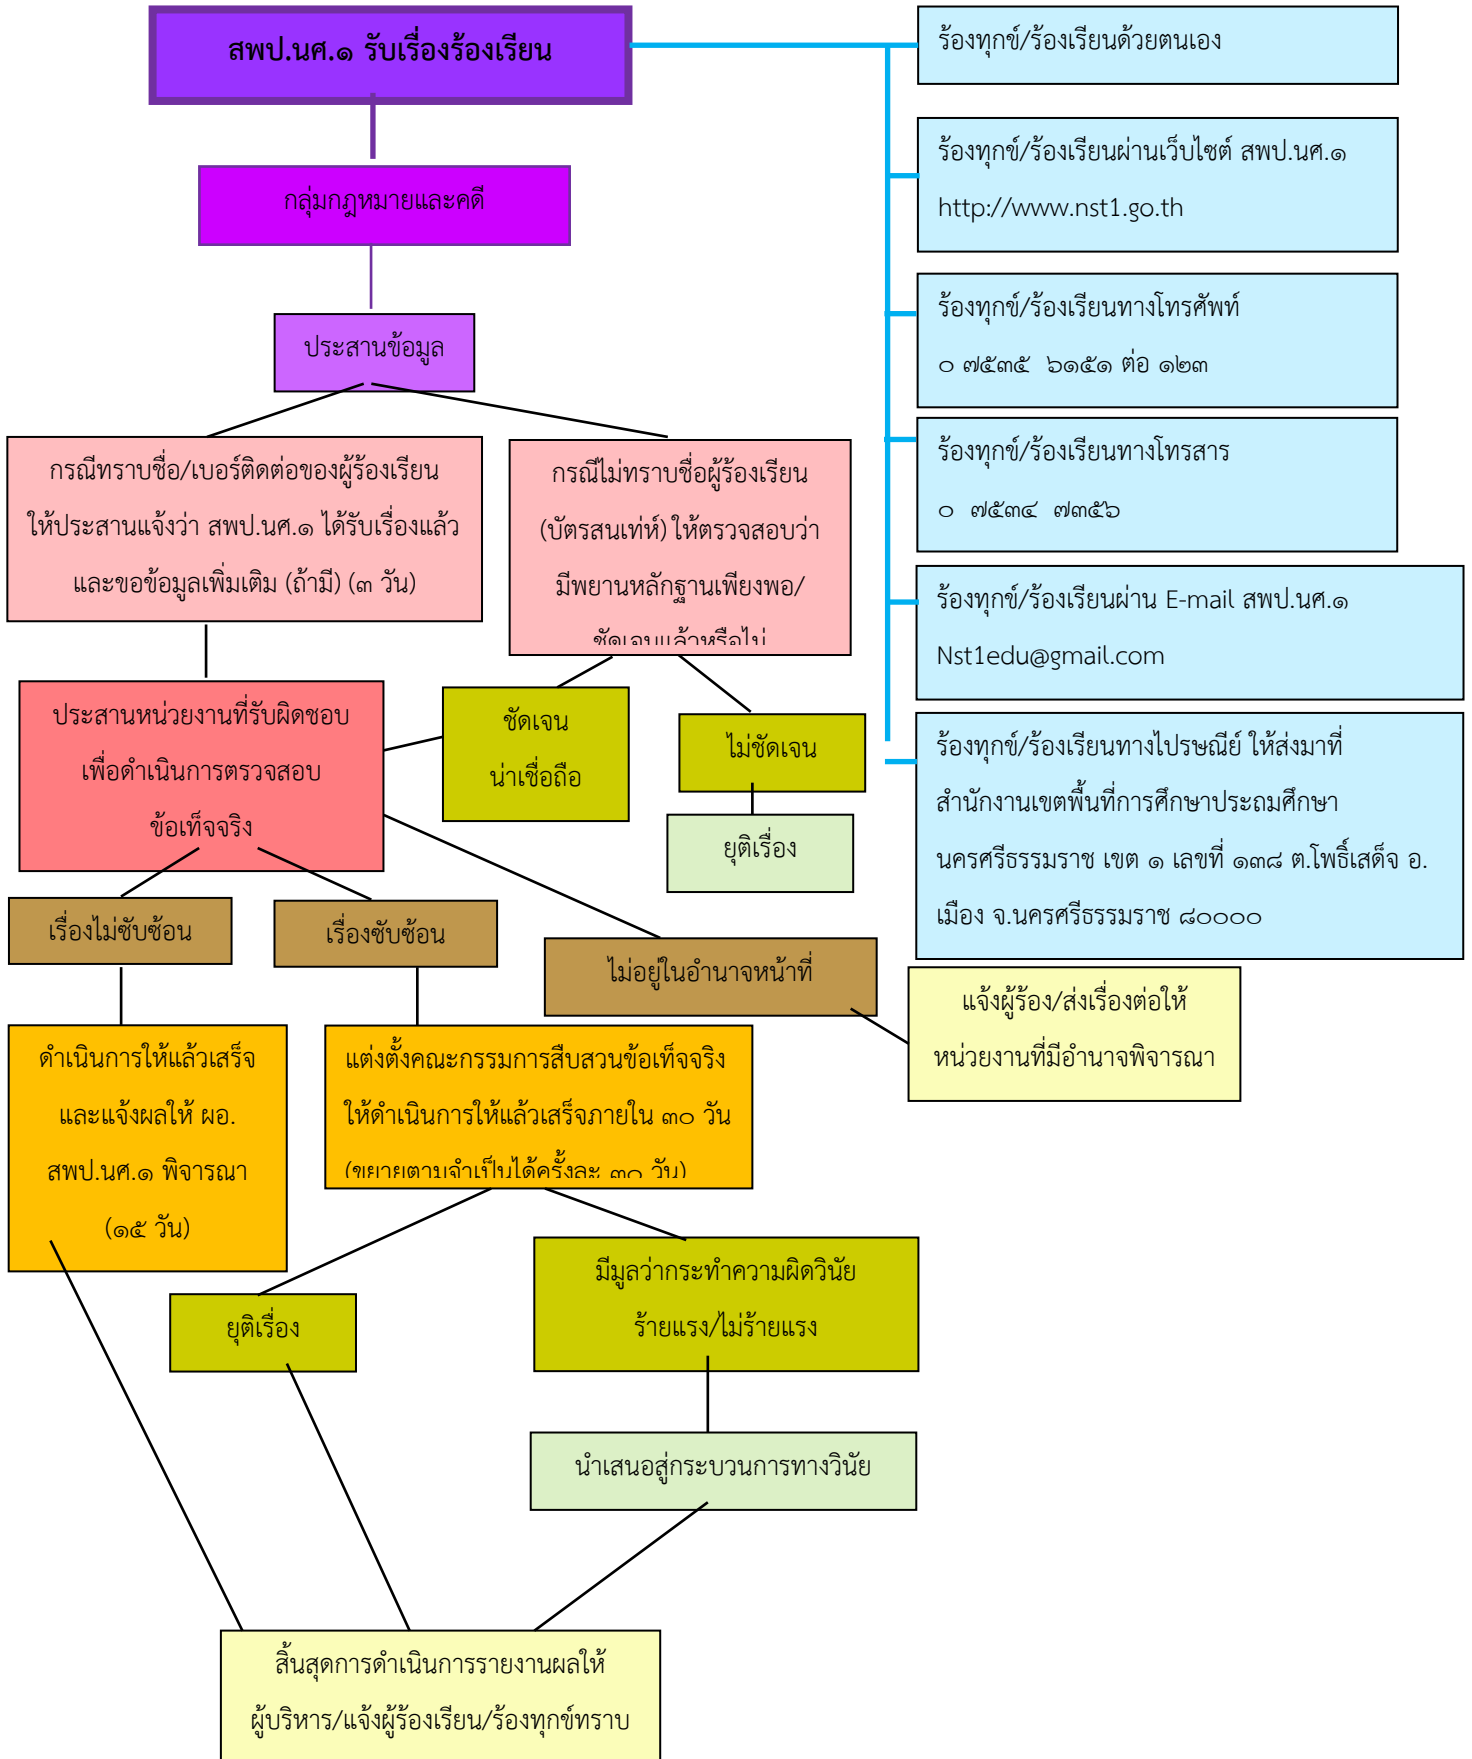 สพป.นศ.๑ รับเรื่องร้องเรียน
กลุ่มกฎหมายและคดี
ประสานข้อมูล
กรณีทราบชื่อ/เบอร์ติดต่อของผู้ร้องเรียน
ให้ประสานแจ้งว่า สพป.นศ.๑ ได้รับเรื่องแล้ว
และขอข้อมูลเพิ่มเติม (ถ้ามี) (๓ วัน)
กรณีไม่ทราบชื่อผู้ร้องเรียน
(บัตรสนเท่ห์) ให้ตรวจสอบว่า
มีพยานหลักฐานเพียงพอ/
ชัดเจนแล้วหรือไม่
ประสานหน่วยงานที่รับผิดชอบ
เพื่อดำเนินการตรวจสอบ
ข้อเท็จจริง
ชัดเจน
น่าเชื่อถือ
ไม่ชัดเจน
ยุติเรื่อง
เรื่องไม่ซับซ้อน
เรื่องซับซ้อน
ไม่อยู่ในอำนาจหน้าที่
แจ้งผู้ร้อง/ส่งเรื่องต่อให้
หน่วยงานที่มีอำนาจพิจารณา
ดำเนินการให้แล้วเสร็จ
และแจ้งผลให้ ผอ.
สพป.นศ.๑ พิจารณา
(๑๕ วัน)
แต่งตั้งคณะกรรมการสืบสวนข้อเท็จจริง
ให้ดำเนินการให้แล้วเสร็จภายใน ๓๐ วัน
(ขยายตามจำเป็นได้ครั้งละ ๓๐ วัน)
ยุติเรื่อง
มีมูลว่ากระทำความผิดวินัย
ร้ายแรง/ไม่ร้ายแรง
นำเสนอสู่กระบวนการทางวินัย
สิ้นสุดการดำเนินการรายงานผลให้
ผู้บริหาร/แจ้งผู้ร้องเรียน/ร้องทุกข์ทราบ
ร้องทุกข์/ร้องเรียนด้วยตนเอง
ร้องทุกข์/ร้องเรียนผ่านเว็บไซต์ สพป.นศ.๑
http://www.nst1.go.th
ร้องทุกข์/ร้องเรียนทางโทรศัพท์
๐ ๗๕๓๕ ๖๑๕๑ ต่อ ๑๒๓
ร้องทุกข์/ร้องเรียนทางโทรสาร
๐ ๗๕๓๔ ๗๓๕๖
ร้องทุกข์/ร้องเรียนผ่าน E-mail สพป.นศ.๑
Nst1edu@gmail.com
ร้องทุกข์/ร้องเรียนทางไปรษณีย์ ให้ส่งมาที่
สำนักงานเขตพื้นที่การศึกษาประถมศึกษา
นครศรีธรรมราช เขต ๑ เลขที่ ๑๓๘ ต.โพธิ์เสด็จ อ.
เมือง จ.นครศรีธรรมราช ๘๐๐๐๐